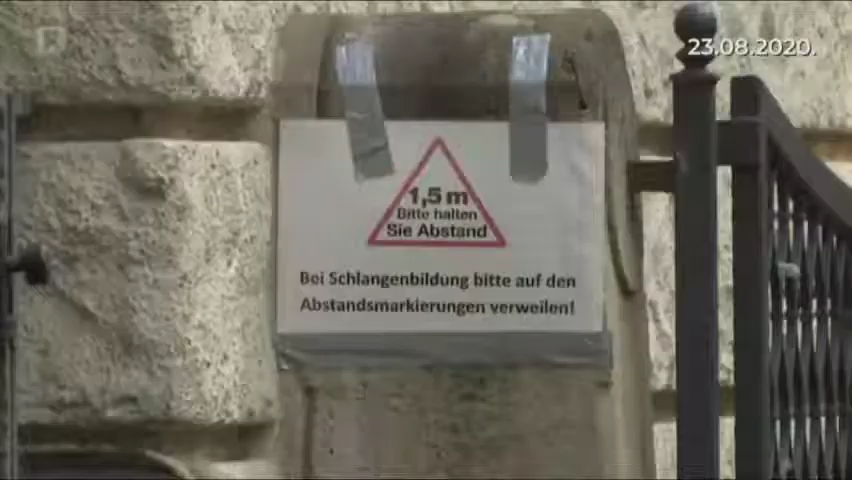 23.08.2020.
1,5 m
Bitte halten
Sie Abstand
Bei Schlangenbildung bitte auf den
Abstandsmarkierungen verweilen!